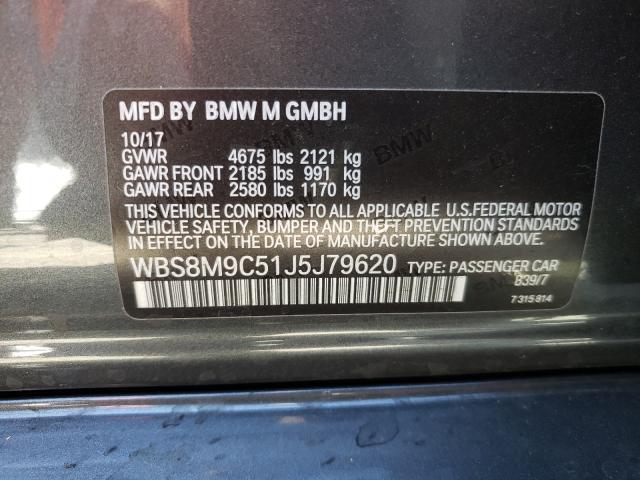 MFD BY BMW M GMBH
10/17
GVWR 4675 lbs 2121 kg
GAWR FRONT 2185 lbs 991 kg
GAWR REAR 2580 lbs 1170 kg
THIS VEHICLE CONFORMS TO ALL APPLICABLE U.S.FEDERAL MOTOR
VEHICLE SAFETY, BUMPER AND THEFT PREVENTION STANDARDS
IN EFFECT ON THE DATE OF MANUFACTURE SHOWN ABOVE.
WBS8M9C51J5J79620 TYPE: PASSENGER CAR
B39/7
7315814